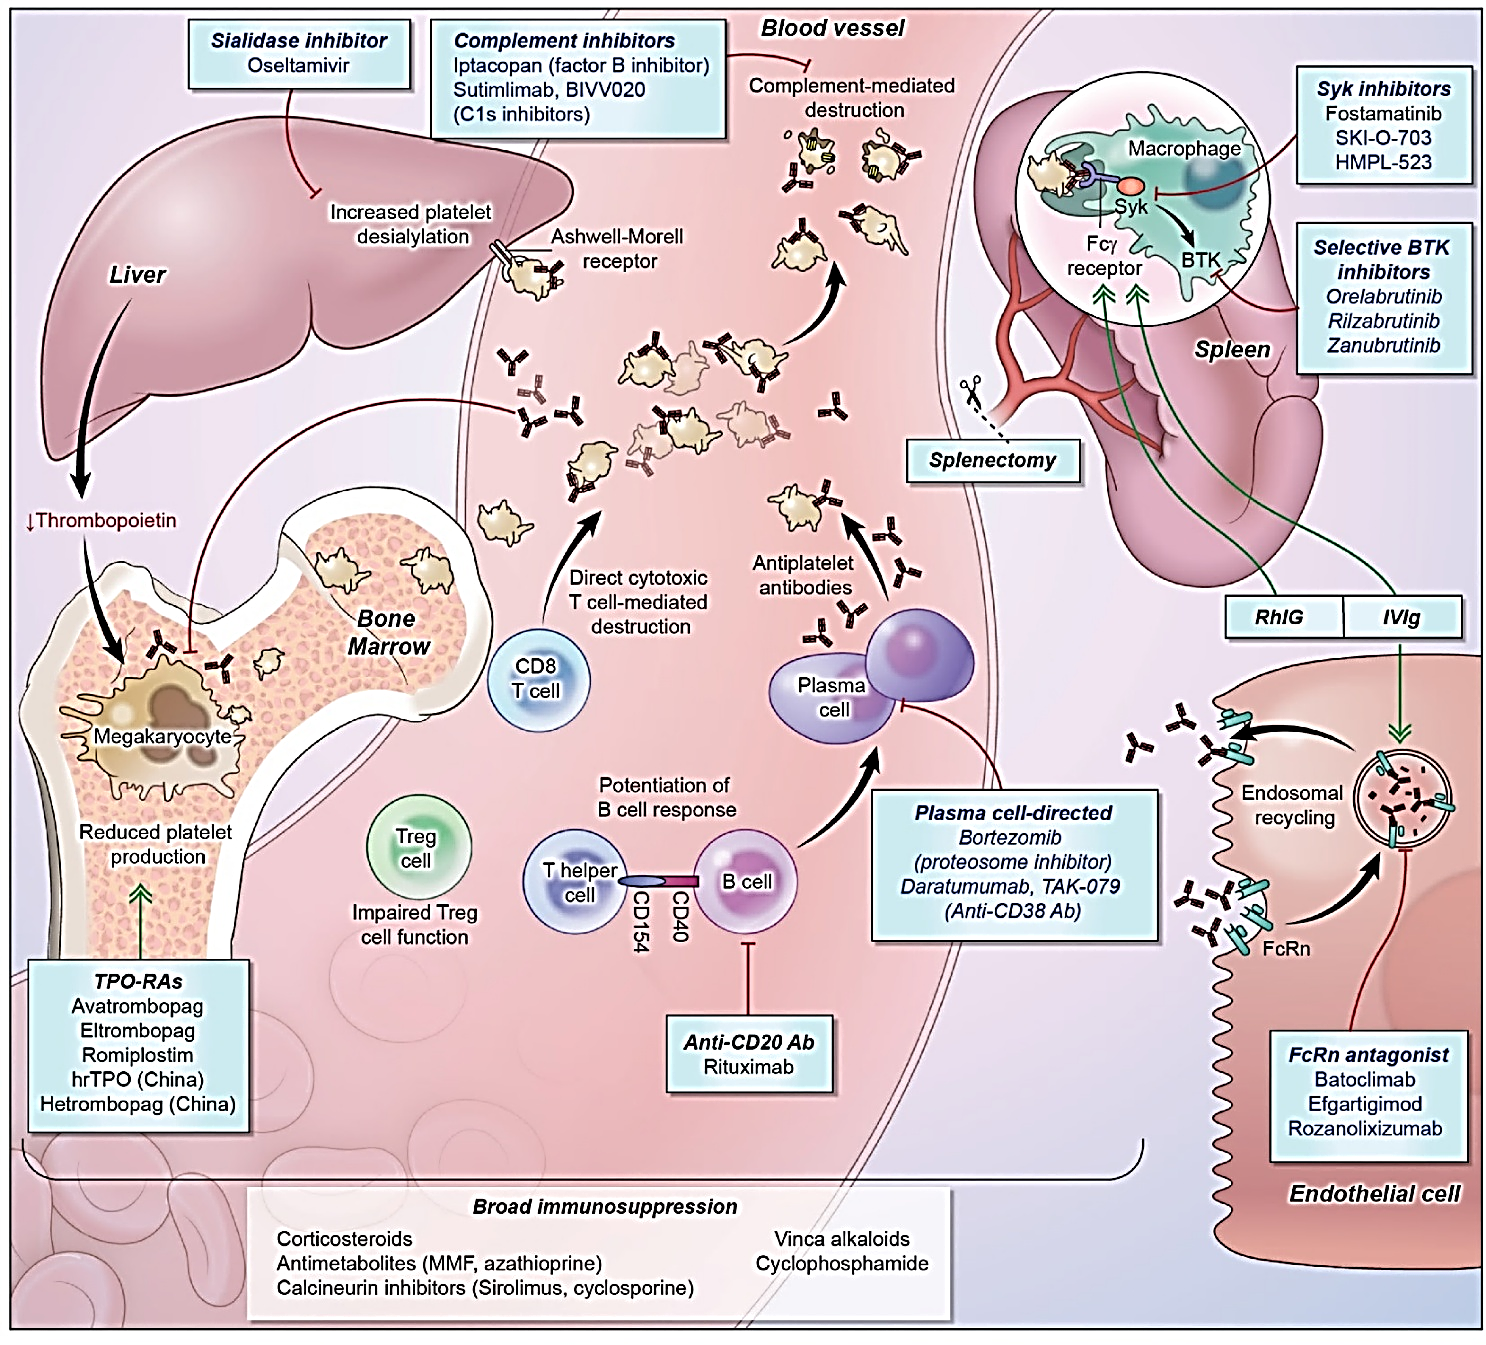 Blood vessel
Sialidase inhibitor
Oseltamivir
Complement inhibitors
Iptacopan (factor B inhibitor)
Sutimlimab, BIVV020
(C1s inhibitors)
Complement-mediated
destruction
Syk inhibitors
Fostamatinib
SKI-O-703
HMPL-523
Macrophage
Syk
Fcγ
receptor
BTK
Selective BTK
inhibitors
Orelabrutinib
Rilzabrutinib
Zanubrutinib
Spleen
Splenectomy
Increased platelet
desialylation
Ashwell-Morell
receptor
Liver
↓Thrombopoietin
Bone
Marrow
Direct cytotoxic
T cell-mediated
destruction
CD8
T cell
Antiplatelet
antibodies
Plasma
cell
RhIG
IVIg
Megakaryocyte
Reduced platelet
production
Treg
cell
Impaired Treg
cell function
Potentiation of
B cell response
T helper
cell
B cell
CD154
CD40
Plasma cell-directed
Bortezomib
(proteosome inhibitor)
Daratumumab, TAK-079
(Anti-CD38 Ab)
Endosomal
recycling
FcRn
TPO-RAs
Avatrombopag
Eltrombopag
Romiplostim
hrTPO (China)
Hetrombopag (China)
Anti-CD20 Ab
Rituximab
FcRn antagonist
Batoclimab
Efgartigimod
Rozanolixizumab
Endothelial cell
Broad immunosuppression
Corticosteroids
Antimetabolites (MMF, azathioprine)
Calcineurin inhibitors (Sirolimus, cyclosporine)
Vinca alkaloids
Cyclophosphamide